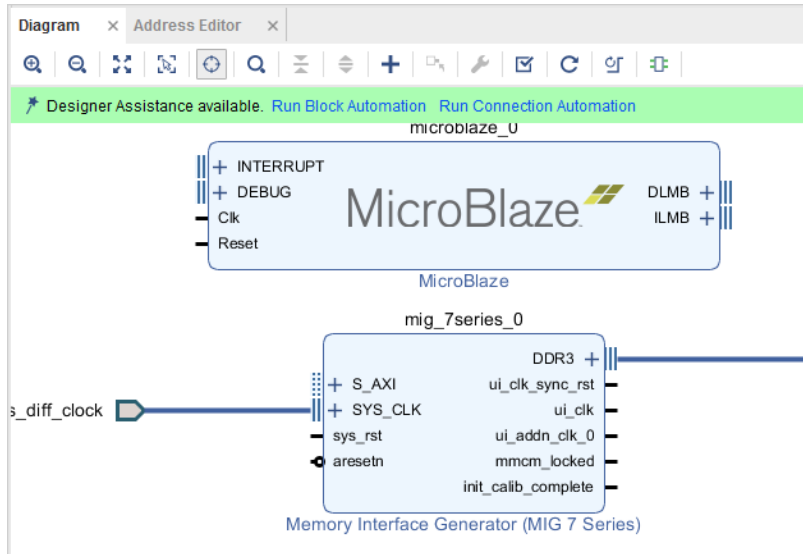 Diagram × Address Editor ×
Designer Assistance available. Run Block Automation Run Connection Automation
microblaze_0
INTERRUPT
DEBUG
Clk
Reset
MicroBlaze
DLMB
ILMB
MicroBlaze
mig_7series_0
DDR3
S_AXI
ui_clk_sync_rst
s_diff_clock
SYS_CLK
ui_clk
sys_rst
ui_addn_clk_0
aresetn
mmcm_locked
init_calib_complete
Memory Interface Generator (MIG 7 Series)